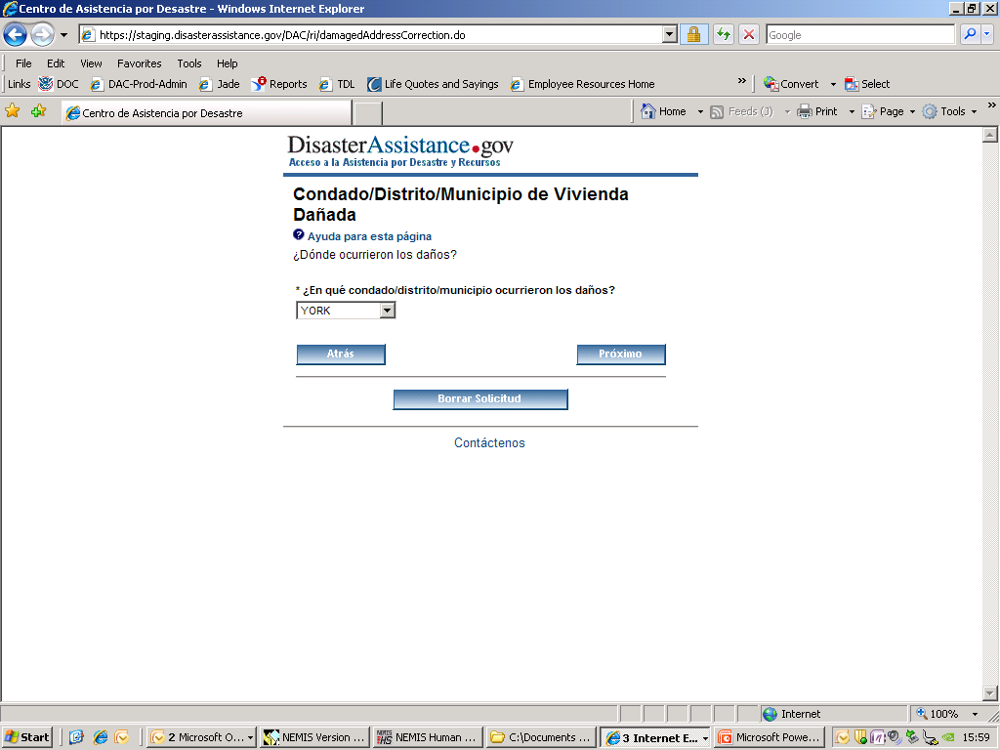 Centro de Asistencia por Desastre - Windows Internet Explorer
https://staging.disasterassistance.gov/DAC/ri/damagedAddressCorrection.do
Google
File Edit View Favorites Tools Help
Links DOC DAC-Prod-Admin Jade Reports TDL Life Quotes and Sayings Employee Resources Home » Convert Select
Centro de Asistencia por Desastre Home Feeds (J) Print Page Tools »
DisasterAssistance.gov
Acceso a la Asistencia por Desastre y Recursos
Condado/Distrito/Municipio de Vivienda
Dañada
? Ayuda para esta página
¿Dónde ocurrieron los daños?
* ¿En qué condado/distrito/municipio ocurrieron los daños?
YORK
Atrás Próximo
Borrar Solicitud
Contáctenos
Internet 100%
Start 2 Microsoft O... NEMIS Version ... NEMIS Human ... C:\Documents ... 3 Internet E... Microsoft Powe... 15:59